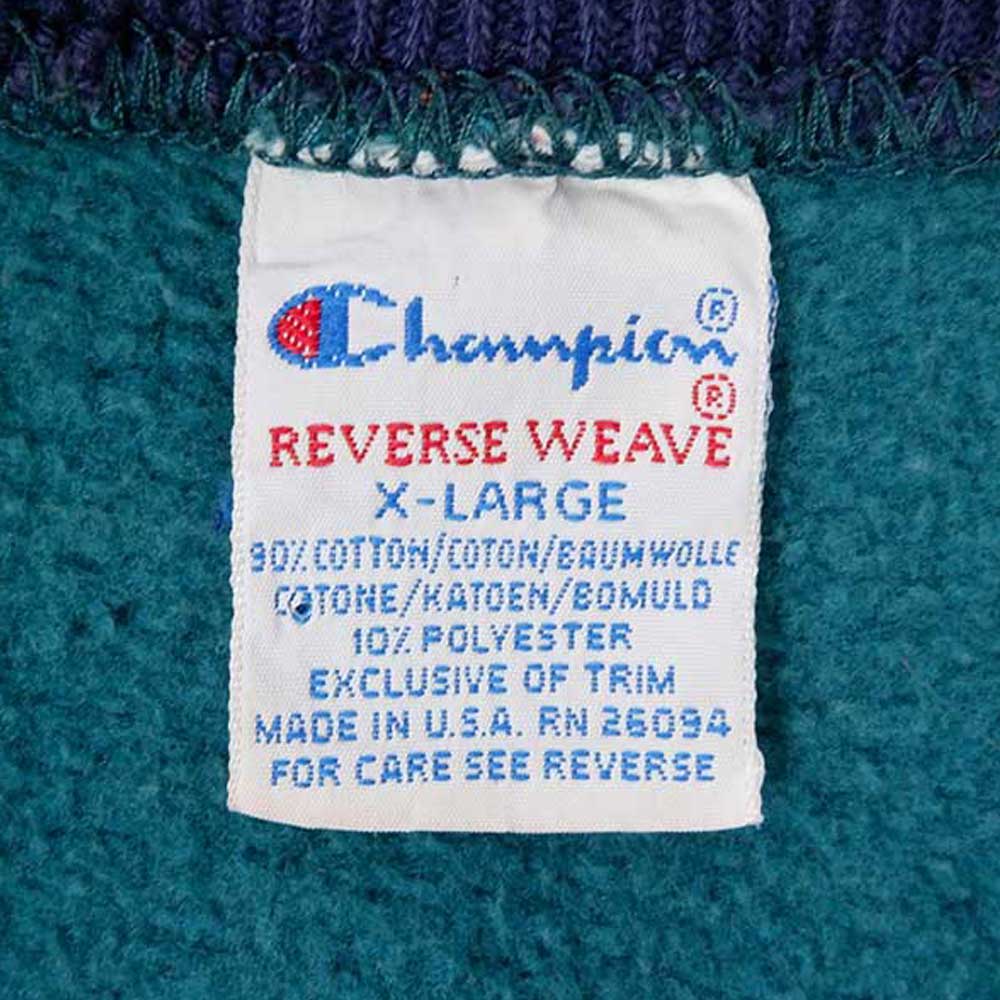 Champion®
®
REVERSE WEAVE
X-LARGE
90% COTTON/COTON/BAUMWOLLE
COTONE/KATOEN/BOMULD
10% POLYESTER
EXCLUSIVE OF TRIM
MADE IN U.S.A. RN 26094
FOR CARE SEE REVERSE